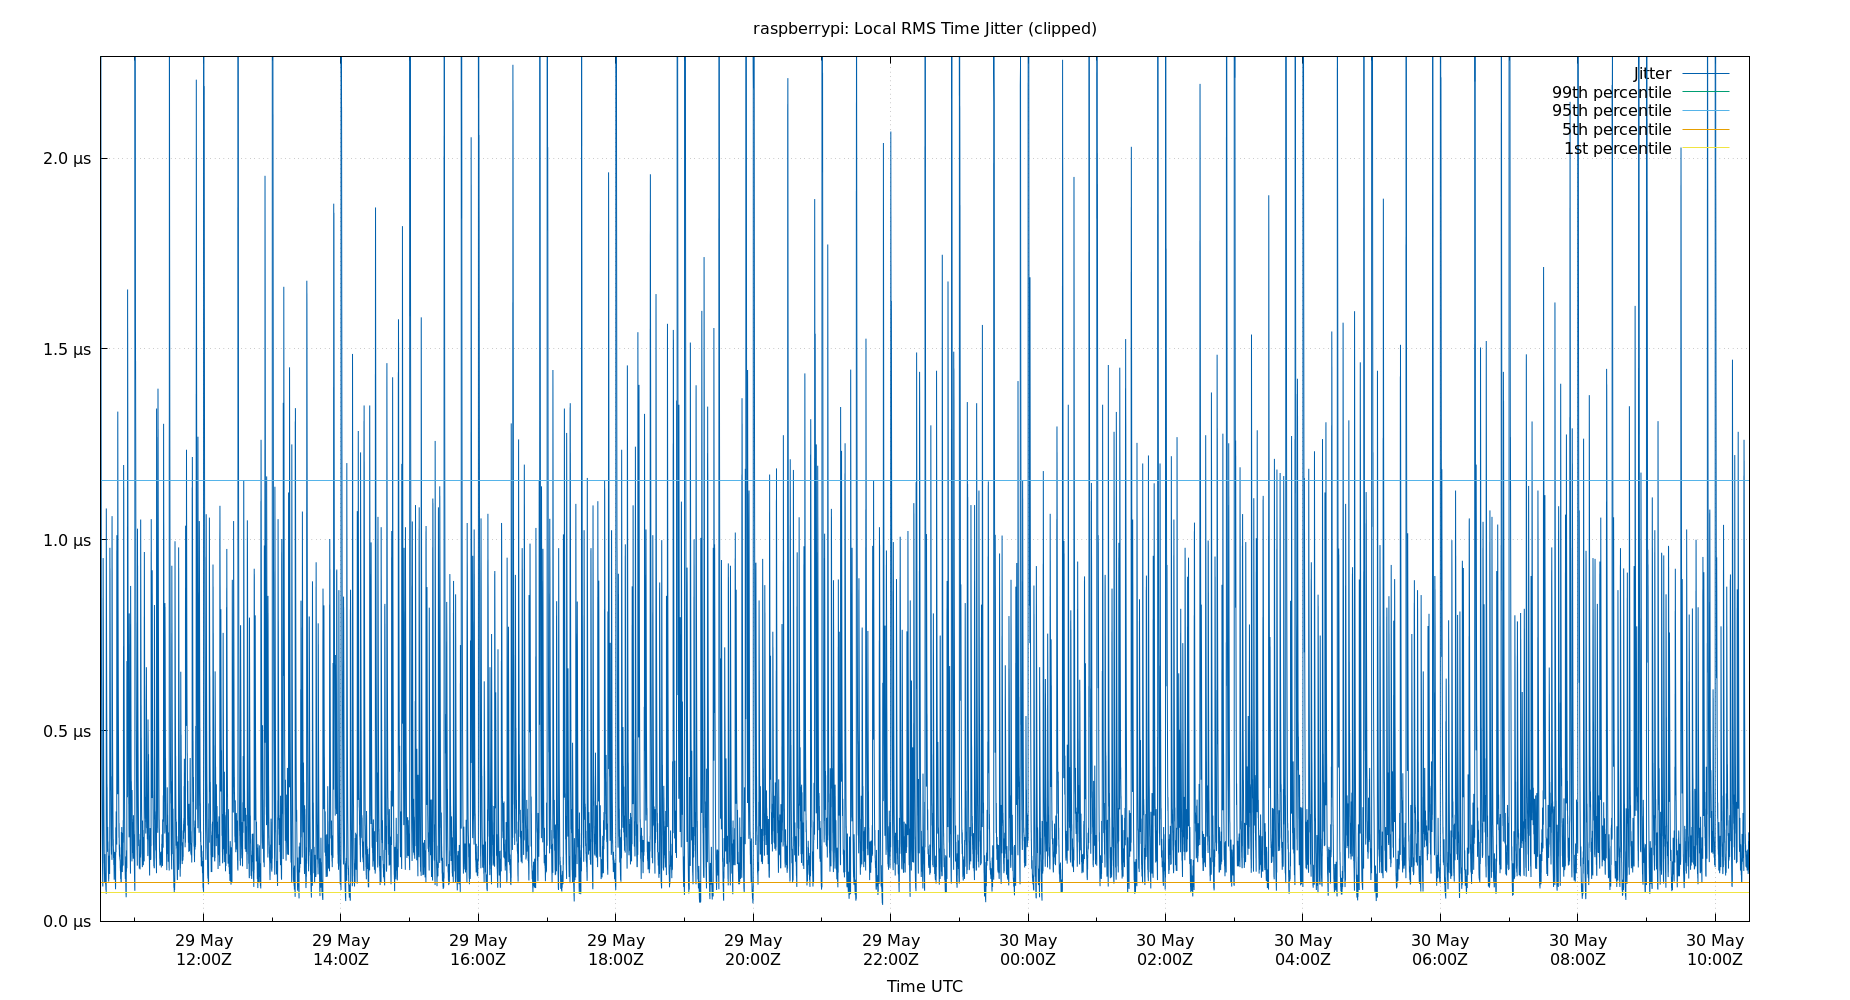 raspberrypi: Local RMS Time Jitter (clipped)
Jitter
99th percentile
95th percentile
5th percentile
1st percentile
2.0 µs
1.5 µs
1.0 µs
0.5 µs
0.0 µs
29 May 29 May 29 May 29 May 29 May 29 May 30 May 30 May 30 May 30 May 30 May 30 May
12:00Z 14:00Z 16:00Z 18:00Z 20:00Z 22:00Z 00:00Z 02:00Z 04:00Z 06:00Z 08:00Z 10:00Z
Time UTC